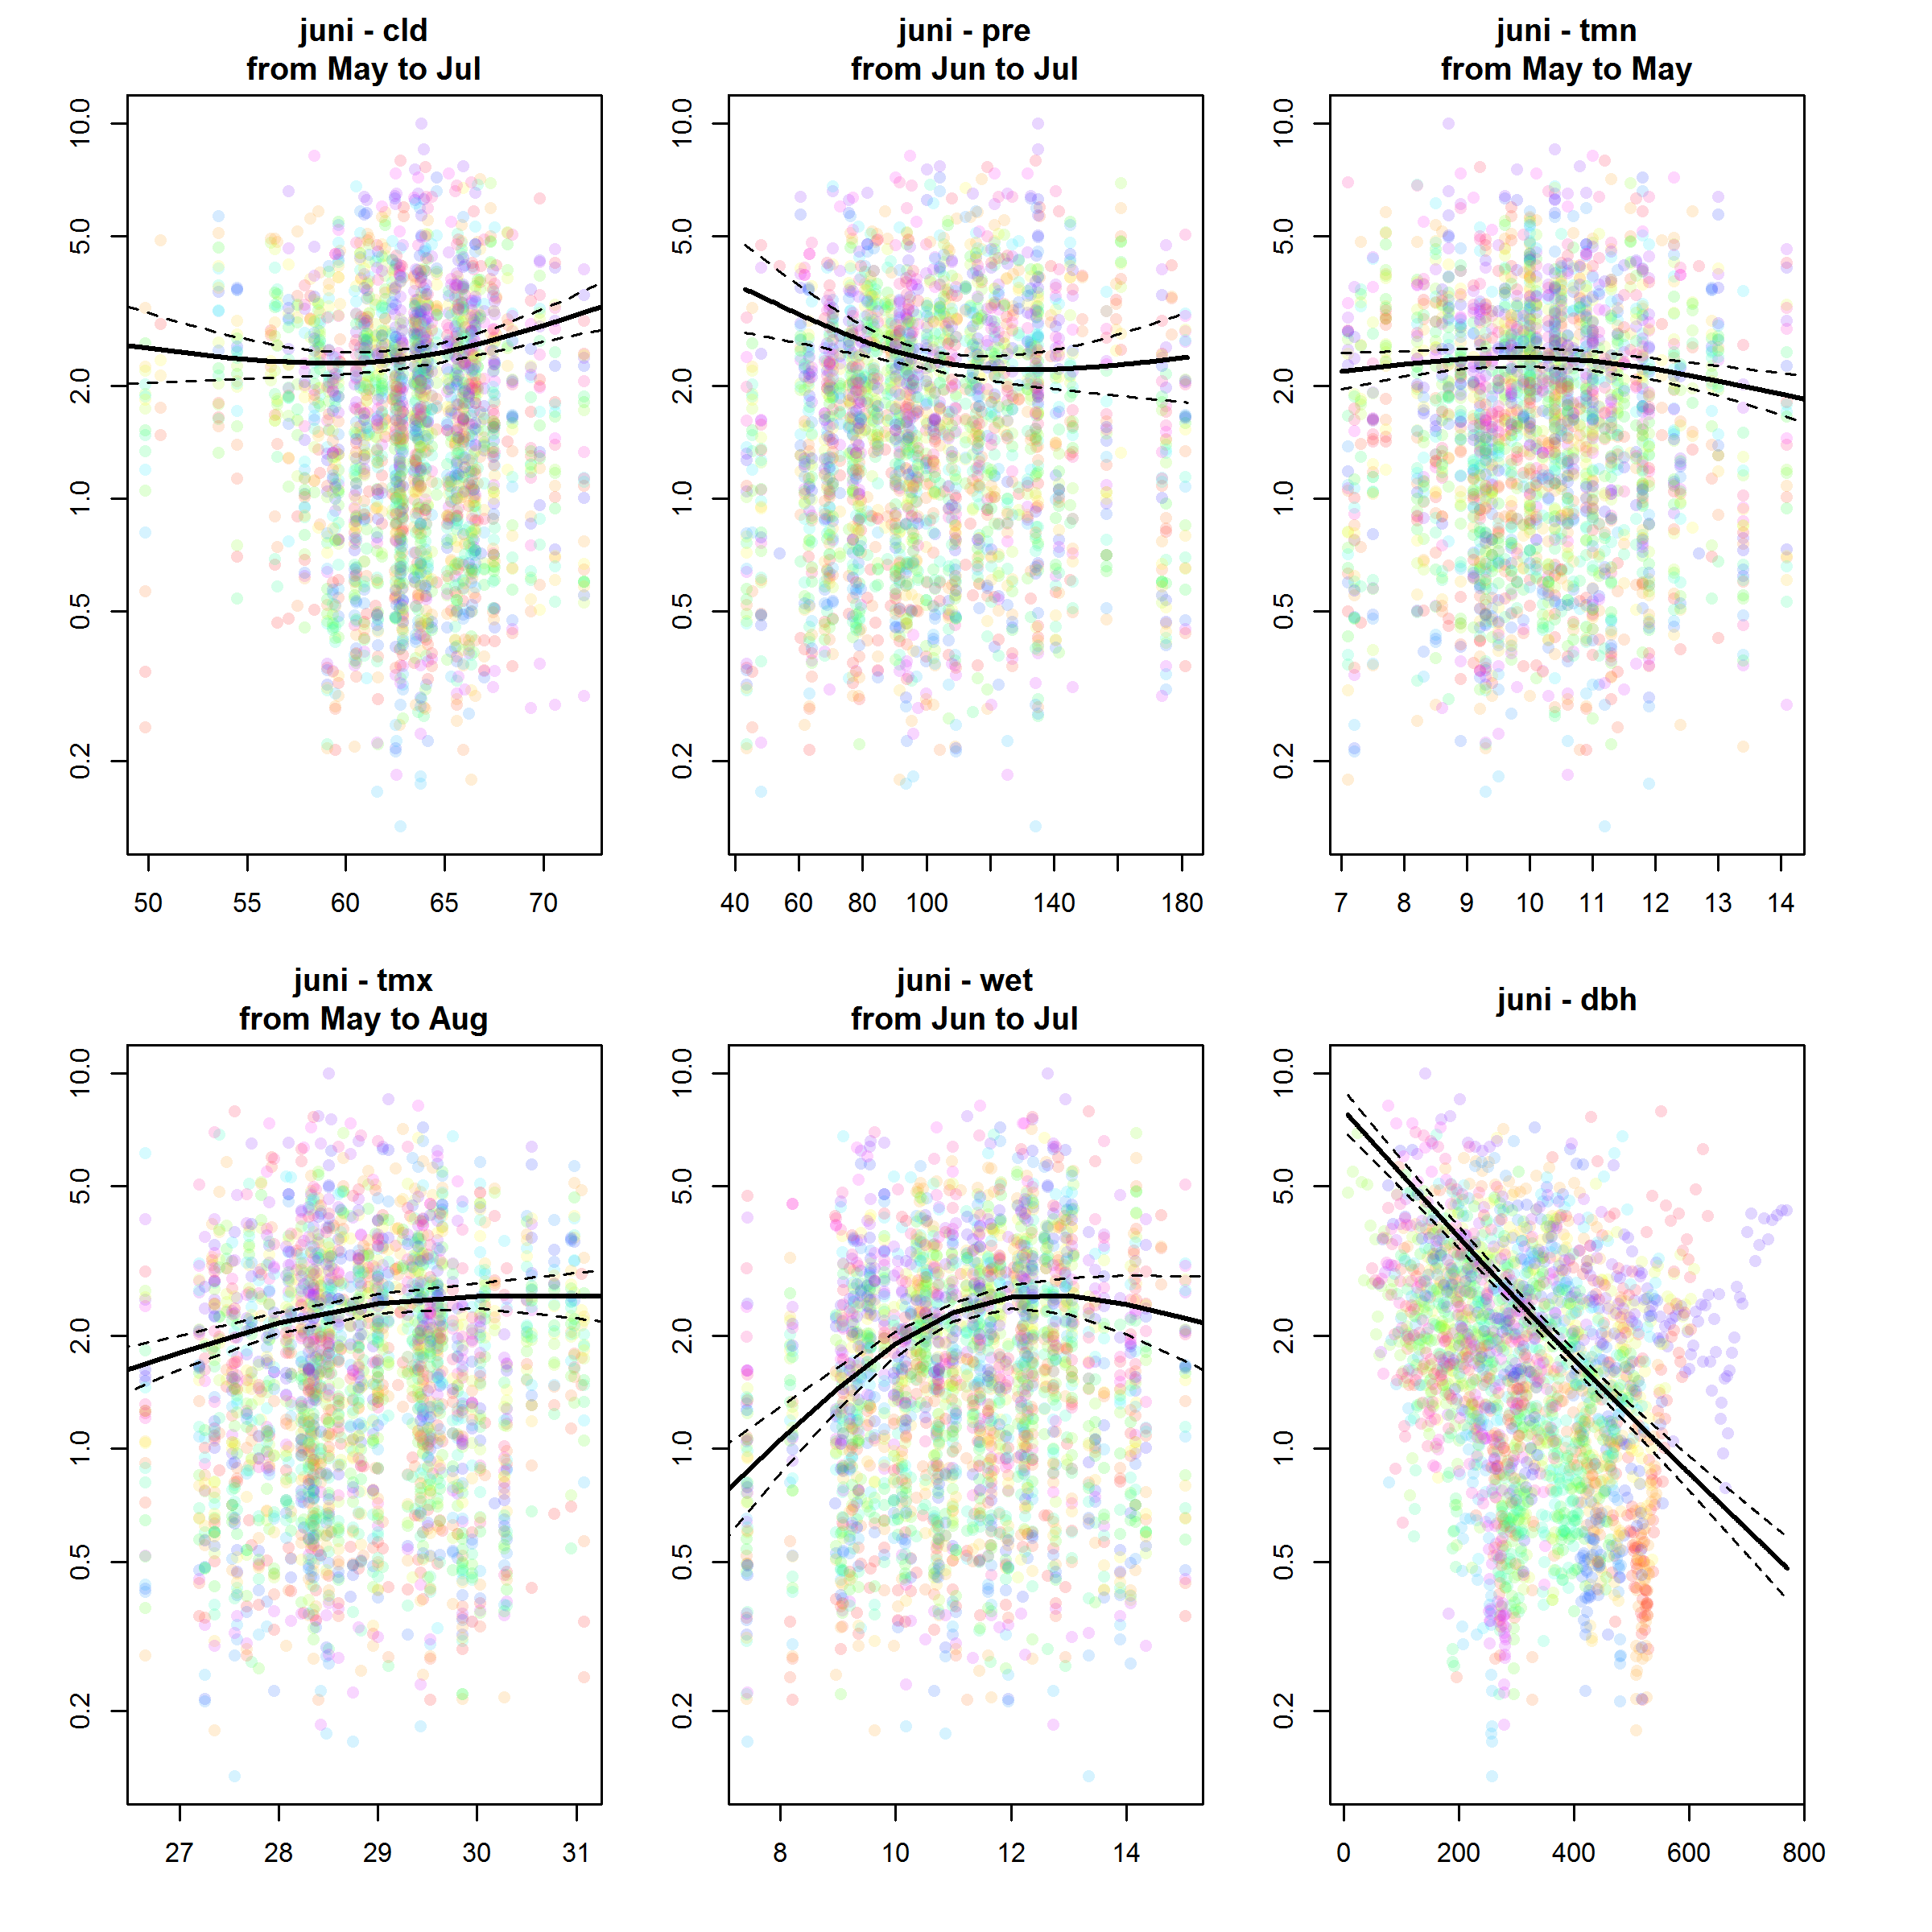 juni - cld
from May to Jul
10.0
5.0
2.0
1.0
0.5
0.2
50 55 60 65 70
juni - pre
from Jun to Jul
10.0
5.0
2.0
1.0
0.5
0.2
40 60 80 100 140 180
juni - tmn
from May to May
10.0
5.0
2.0
1.0
0.5
0.2
7 8 9 10 11 12 13 14
juni - tmx
from May to Aug
10.0
5.0
2.0
1.0
0.5
0.2
27 28 29 30 31
juni - wet
from Jun to Jul
10.0
5.0
2.0
1.0
0.5
0.2
8 10 12 14
juni - dbh
10.0
5.0
2.0
1.0
0.5
0.2
0 200 400 600 800